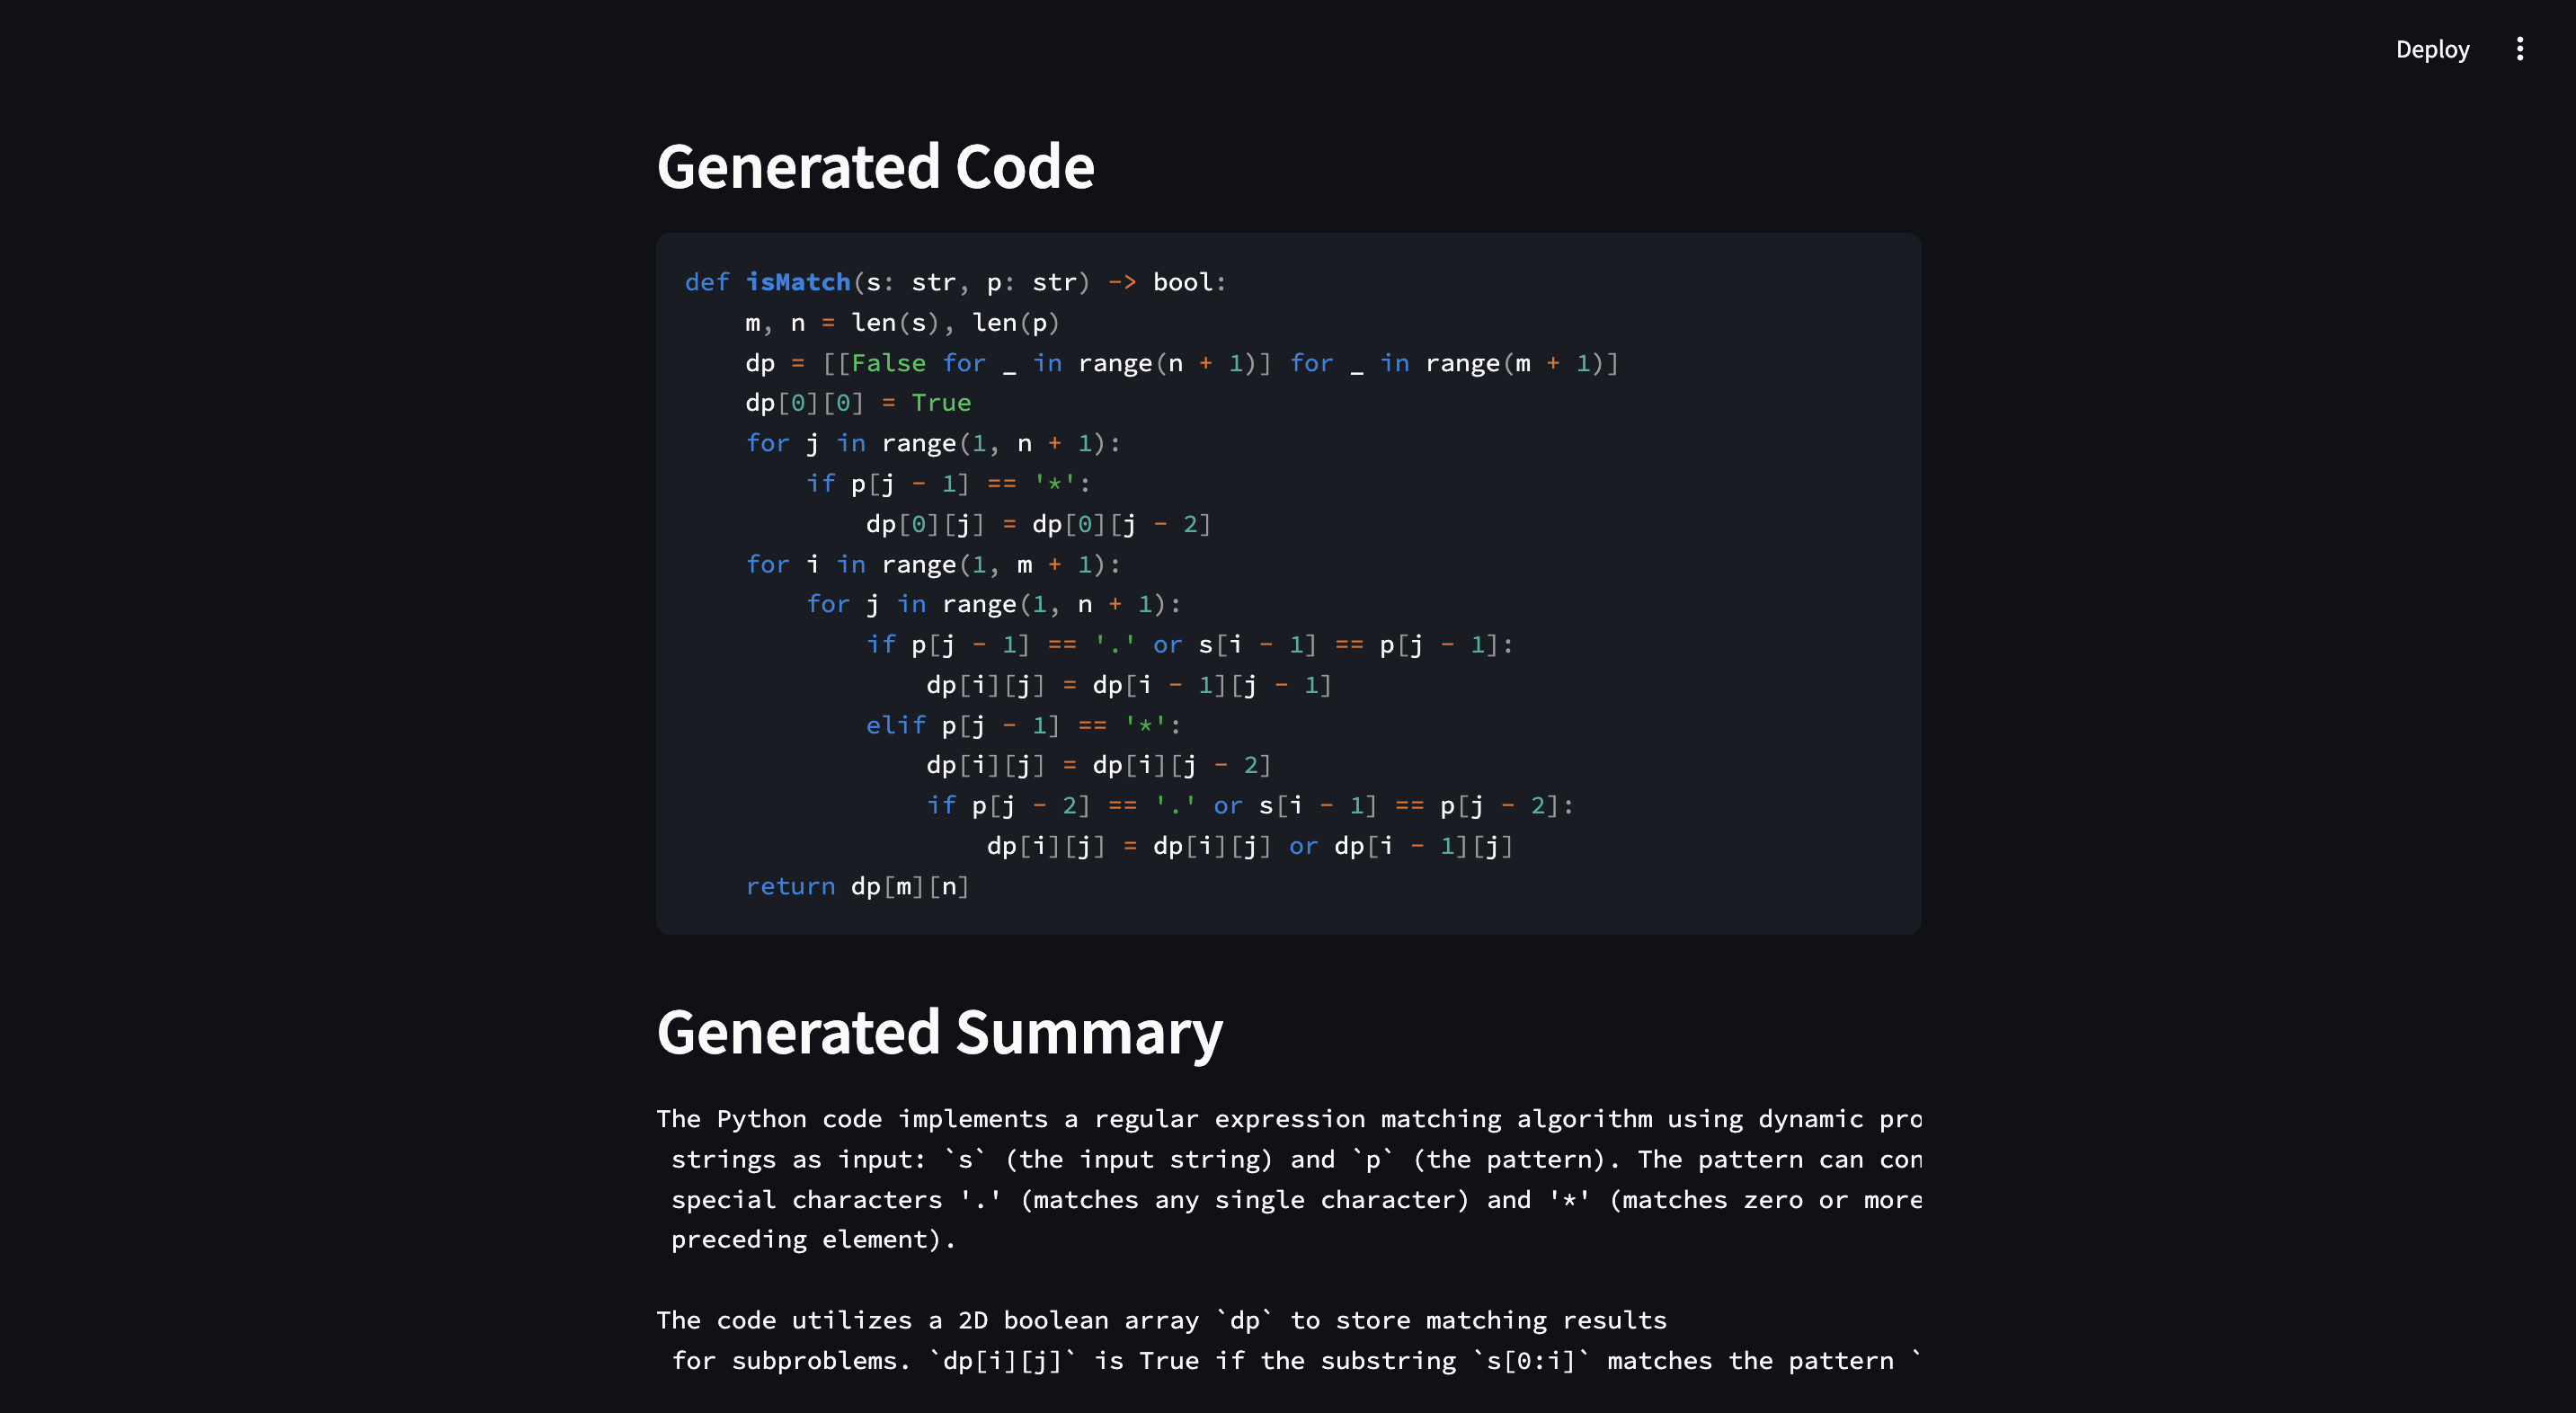 Deploy
Generated Code
def isMatch(s: str, p: str) -> bool:
    m, n = len(s), len(p)
    dp = [[False for _ in range(n + 1)] for _ in range(m + 1)]
    dp[0][0] = True
    for j in range(1, n + 1):
        if p[j - 1] == '*':
            dp[0][j] = dp[0][j - 2]
    for i in range(1, m + 1):
        for j in range(1, n + 1):
            if p[j - 1] == '.' or s[i - 1] == p[j - 1]:
                dp[i][j] = dp[i - 1][j - 1]
            elif p[j - 1] == '*':
                dp[i][j] = dp[i][j - 2]
                if p[j - 2] == '.' or s[i - 1] == p[j - 2]:
                    dp[i][j] = dp[i][j] or dp[i - 1][j]
    return dp[m][n]
Generated Summary
The Python code implements a regular expression matching algorithm using dynamic pro
 strings as input: `s` (the input string) and `p` (the pattern). The pattern can con
 special characters '.' (matches any single character) and '*' (matches zero or more
 preceding element).
The code utilizes a 2D boolean array `dp` to store matching results
 for subproblems. `dp[i][j]` is True if the substring `s[0:i]` matches the pattern `